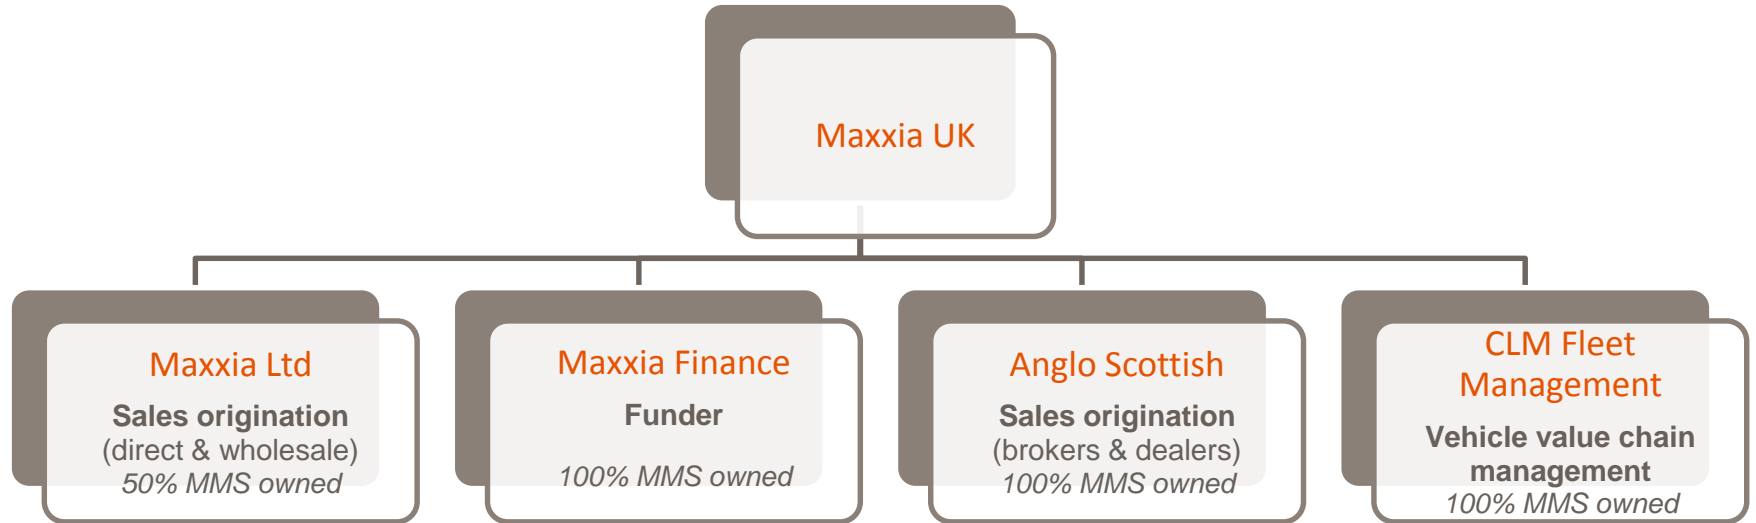 Maxxia UK
Maxxia Ltd
Sales origination
(direct & wholesale)
50% MMS owned
Maxxia Finance
Funder
100% MMS owned
Anglo Scottish
Sales origination
(brokers & dealers)
100% MMS owned
CLM Fleet
Management
Vehicle value chain
management
100% MMS owned